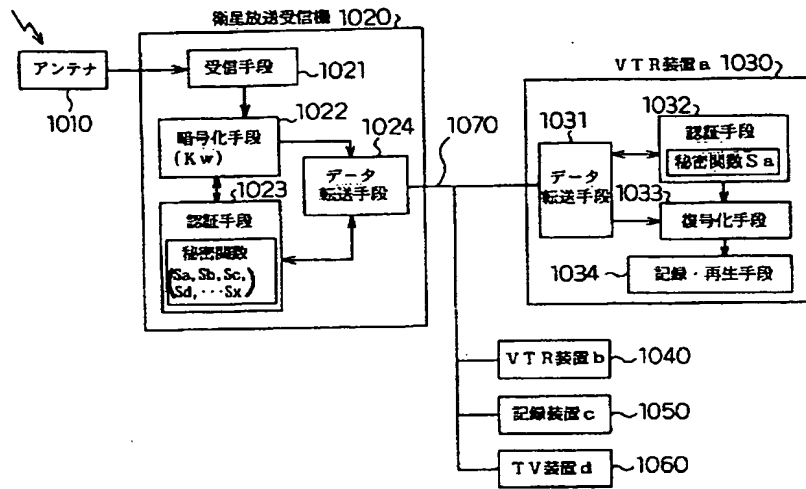 衛星放送受信機 1020
アンテナ
1010
受信手段
1021
1022
暗号化手段
(Kw)
1023
認証手段
秘密関数
(Sa, Sb, Sc,
Sd, ···Sx)
1024
データ
転送手段
1070
VTR装置a 1030
1031
データ
転送手段
1032
認証手段
秘密関数Sa
1033
復号化手段
1034
記録・再生手段
VTR装置b
1040
記録装置c
1050
TV装置d
1060